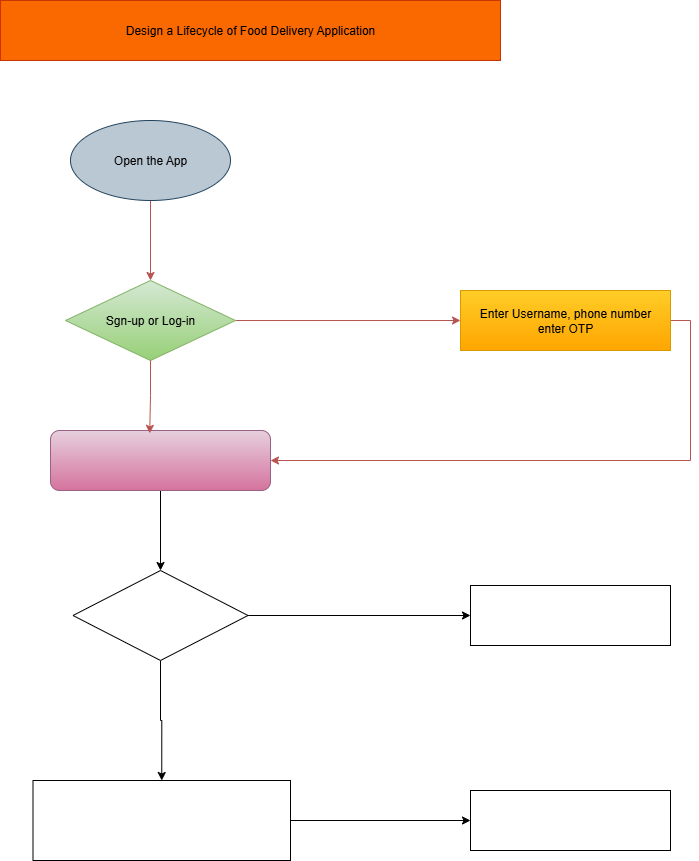 Design a Lifecycle of Food Delivery Application
Open the App
Sgn-up or Log-in
Enter Username, phone number
enter OTP